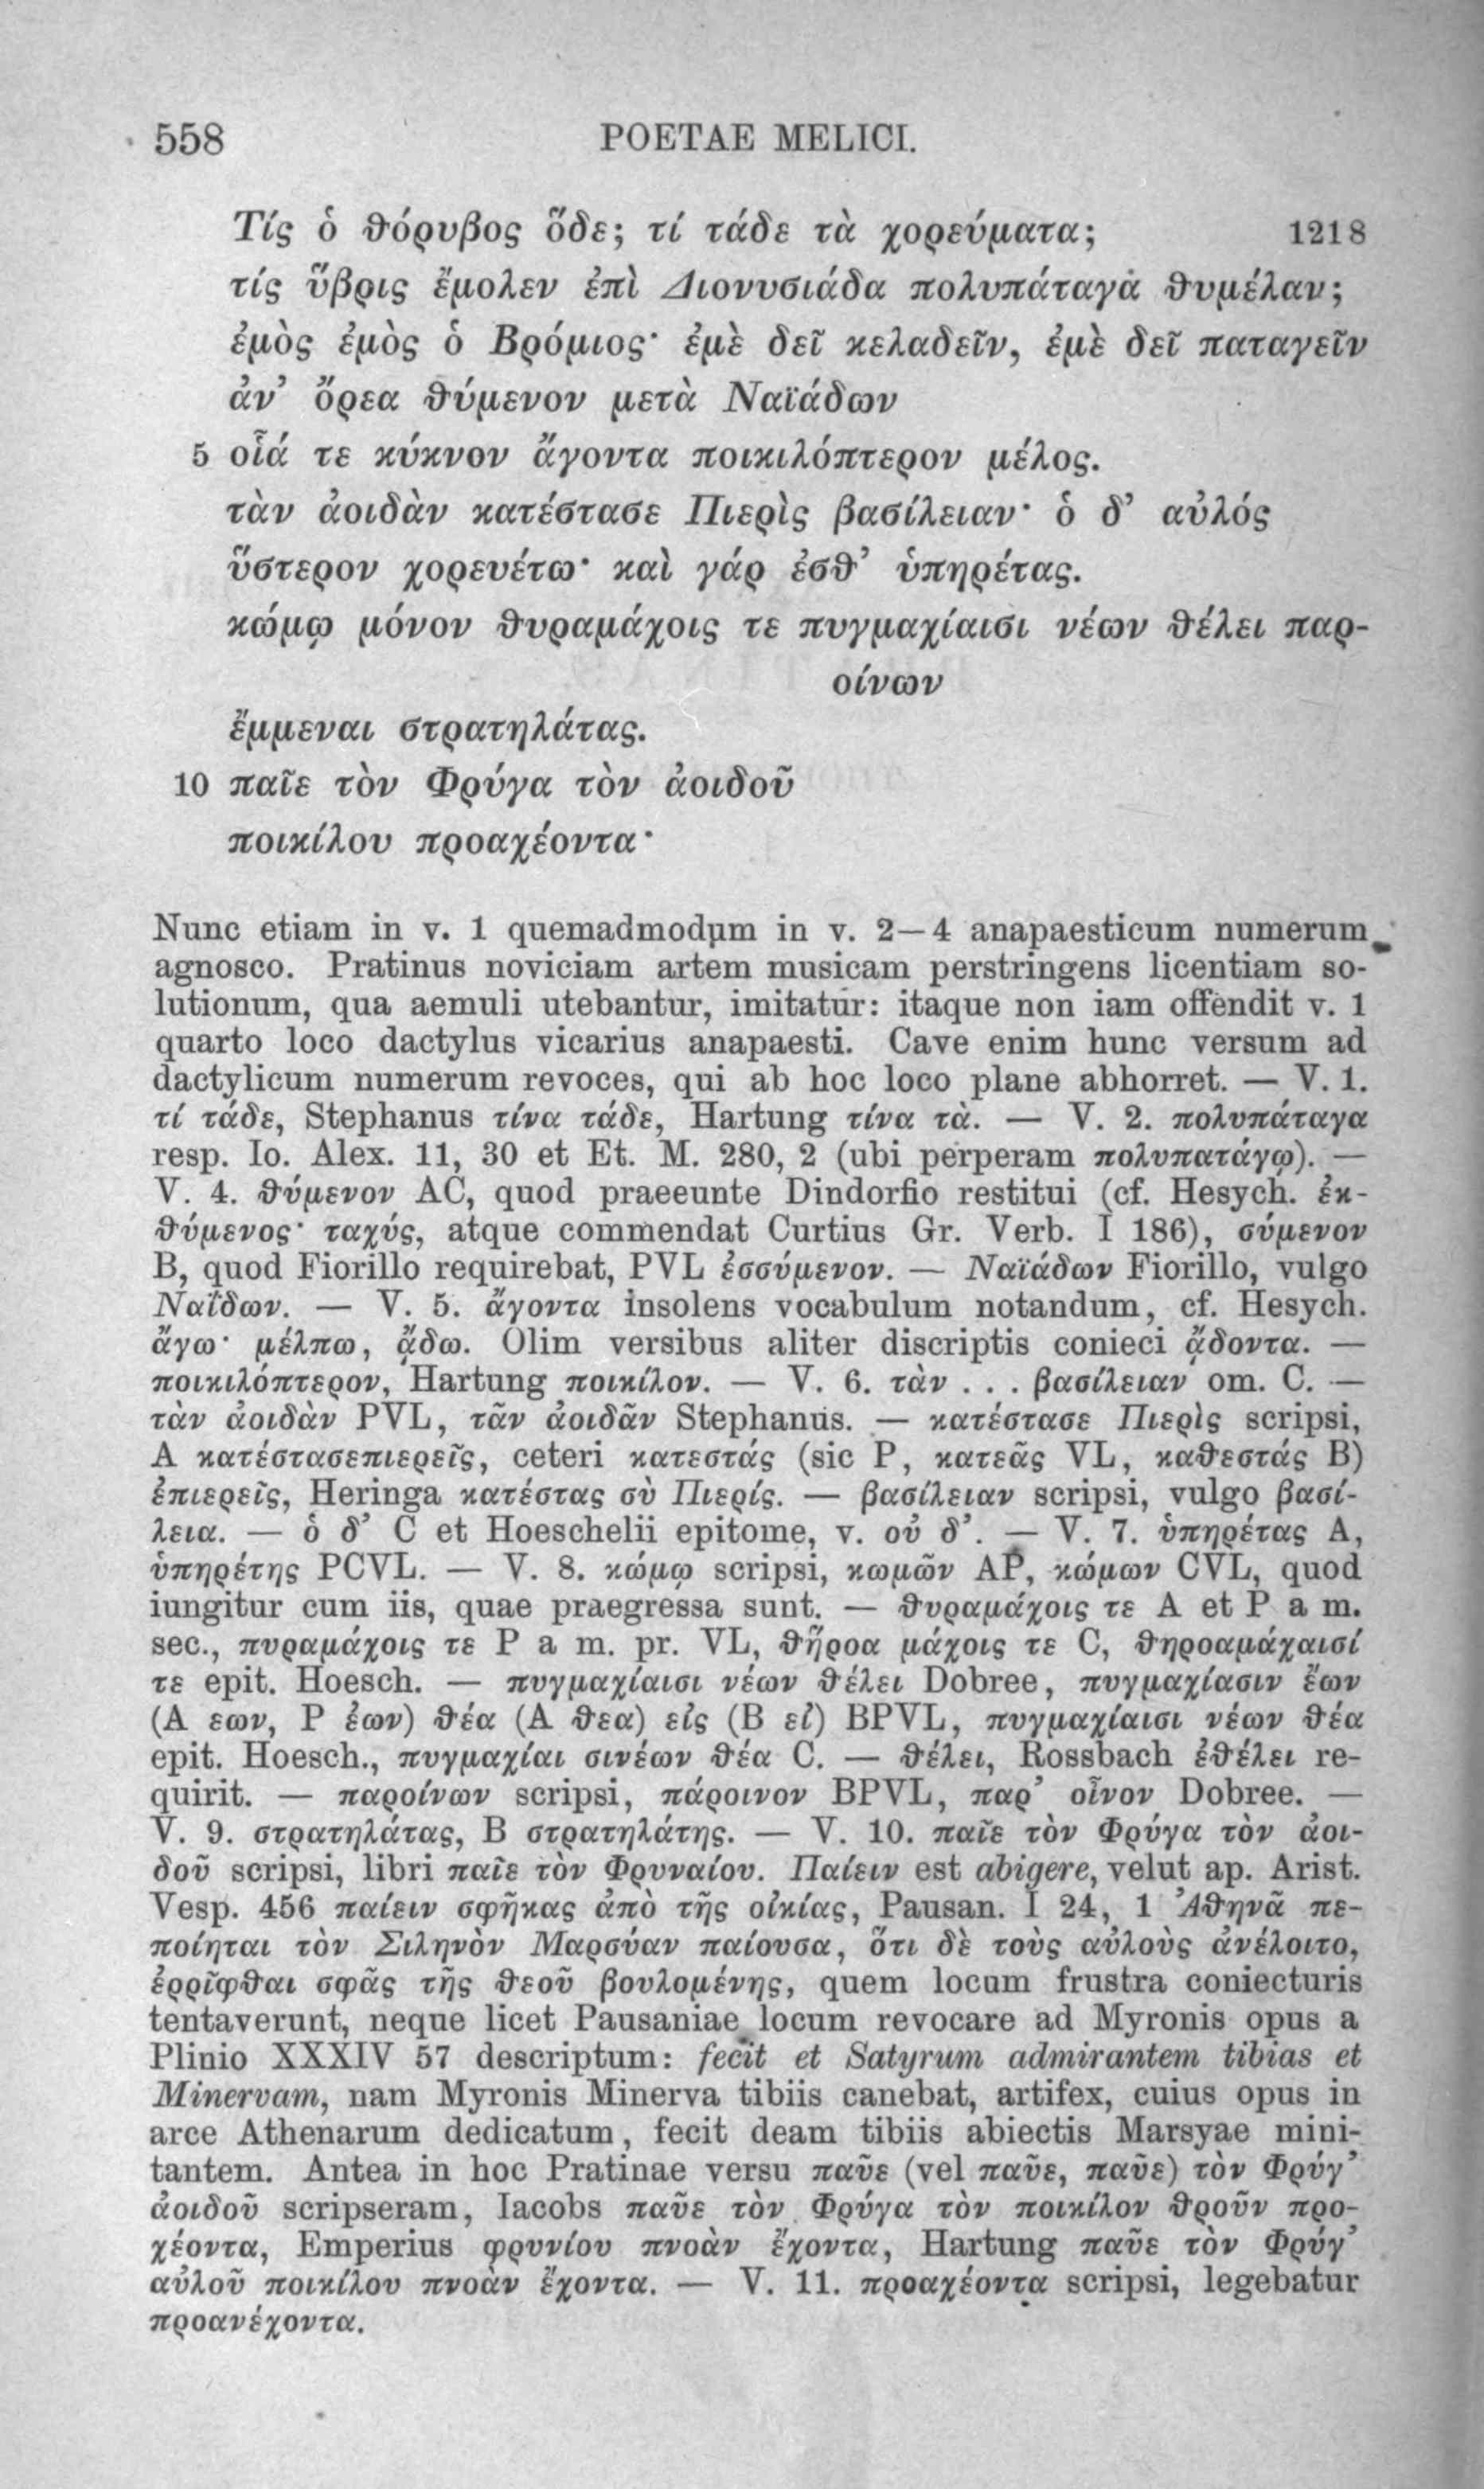 558 POETAE MELICI.
Τίς ὁ θόρυβος ὅδε; τί τάδε τὰ χορεύματα; 1218
τίς ὕβρις ἔμολεν ἐπὶ Διονυσιάδα πολυπάταγα θυμέλαν;
ἐμὸς ἐμὸς ὁ Βρόμιος· ἐμὲ δεῖ κελαδεῖν, ἐμὲ δεῖ παταγεῖν
ἀν’ ὄρεα θύμενον μετὰ Ναϊάδων
5 οἷά τε κύκνον ἄγοντα ποικιλόπτερον μέλος.
τὰν ἀοιδὰν κατέστασε Πιερὶς βασίλειαν· ὁ δ’ αὐλός
ὕστερον χορευέτω· καὶ γάρ ἐσθ’ ὑπηρέτας.
κώμῳ μόνον θυραμάχοις τε πυγμαχίαισι νέων θέλει παρ-
οίνων
ἔμμεναι στρατηλάτας.
10 παῖε τὸν Φρύγα τὸν ἀοιδοῦ
ποικίλου προαχέοντα·
Nunc etiam in v. 1 quemadmodum in v. 2—4 anapaesticum numerum
agnosco. Pratinus noviciam artem musicam perstringens licentiam so-
lutionum, qua aemuli utebantur, imitatur: itaque non iam offendit v. 1
quarto loco dactylus vicarius anapaesti. Cave enim hunc versum ad
dactylicum numerum revoces, qui ab hoc loco plane abhorret. — V. 1.
τί τάδε, Stephanus τίνα τάδε, Hartung τίνα τὰ. — V. 2. πολυπάταγα
resp. Io. Alex. 11, 30 et Et. M. 280, 2 (ubi perperam πολυπατάγῳ). —
V. 4. θύμενον AC, quod praeeunte Dindorfio restitui (cf. Hesych. ἐκ-
θύμενος· ταχύς, atque commendat Curtius Gr. Verb. I 186), σύμενον
B, quod Fiorillo requirebat, PVL ἐσσύμενον. — Ναϊάδων Fiorillo, vulgo
Ναΐδων. — V. 5. ἄγοντα insolens vocabulum notandum, cf. Hesych.
ἄγω· μέλπω, ᾄδω. Olim versibus aliter discriptis conieci ᾄδοντα. —
ποικιλόπτερον, Hartung ποικίλον. — V. 6. τὰν . . . βασίλειαν om. C. —
τὰν ἀοιδὰν PVL, τᾶν ἀοιδᾶν Stephanus. — κατέστασε Πιερὶς scripsi,
A κατέστασεπιερεῖς, ceteri κατεστάς (sic P, κατεᾶς VL, καθεστάς B)
ἐπιερεῖς, Heringa κατέστας σὺ Πιερίς. — βασίλειαν scripsi, vulgo βασί-
λεια. — ὁ δ’ C et Hoeschelii epitome, v. οὐ δ’. — V. 7. ὑπηρέτας A,
ὑπηρέτης PCVL. — V. 8. κώμῳ scripsi, κωμῶν AP, κώμων CVL, quod
iungitur cum iis, quae praegressa sunt. — θυραμάχοις τε A et P a m.
sec., πυραμάχοις τε P a m. pr. VL, θἤροα μάχοις τε C, θηροαμάχαισί
τε epit. Hoesch. — πυγμαχίαισι νέων θέλει Dobree, πυγμαχίασιν ἔων
(A εων, P ἐων) θέα (A θεα) εἰς (B εἰ) BPVL, πυγμαχίαισι νέων θέα
epit. Hoesch., πυγμαχίαι σινέων θέα C. — θέλει, Rossbach ἐθέλει re-
quirit. — παροίνων scripsi, πάροινον BPVL, παρ’ οἶνον Dobree. —
V. 9. στρατηλάτας, B στρατηλάτης. — V. 10. παῖε τὸν Φρύγα τὸν ἀοι-
δοῦ scripsi, libri παῖε τὸν Φρυναίου. Παίειν est abigere, velut ap. Arist.
Vesp. 456 παίειν σφῆκας ἀπὸ τῆς οἰκίας, Pausan. I 24, 1 Ἀθηνᾶ πε-
ποίηται τὸν Σιληνὸν Μαρσύαν παίουσα, ὅτι δὲ τοὺς αὐλοὺς ἀνέλοιτο,
ἐρρῖφθαι σφᾶς τῆς θεοῦ βουλομένης, quem locum frustra coniecturis
tentaverunt, neque licet Pausaniae locum revocare ad Myronis opus a
Plinio XXXIV 57 descriptum: fecit et Satyrum admirantem tibias et
Minervam, nam Myronis Minerva tibiis canebat, artifex, cuius opus in
arce Athenarum dedicatum, fecit deam tibiis abiectis Marsyae mini-
tantem. Antea in hoc Pratinae versu παῦε (vel παῦε, παῦε) τὸν Φρύγ’
ἀοιδοῦ scripseram, Iacobs παῦε τὸν Φρύγα τὸν ποικίλον θροῦν προ-
χέοντα, Emperius φρυνίου πνοὰν ἔχοντα, Hartung παῦε τὸν Φρύγ’
αὐλοῦ ποικίλου πνοὰν ἔχοντα. — V. 11. προαχέοντα scripsi, legebatur
προανέχοντα.